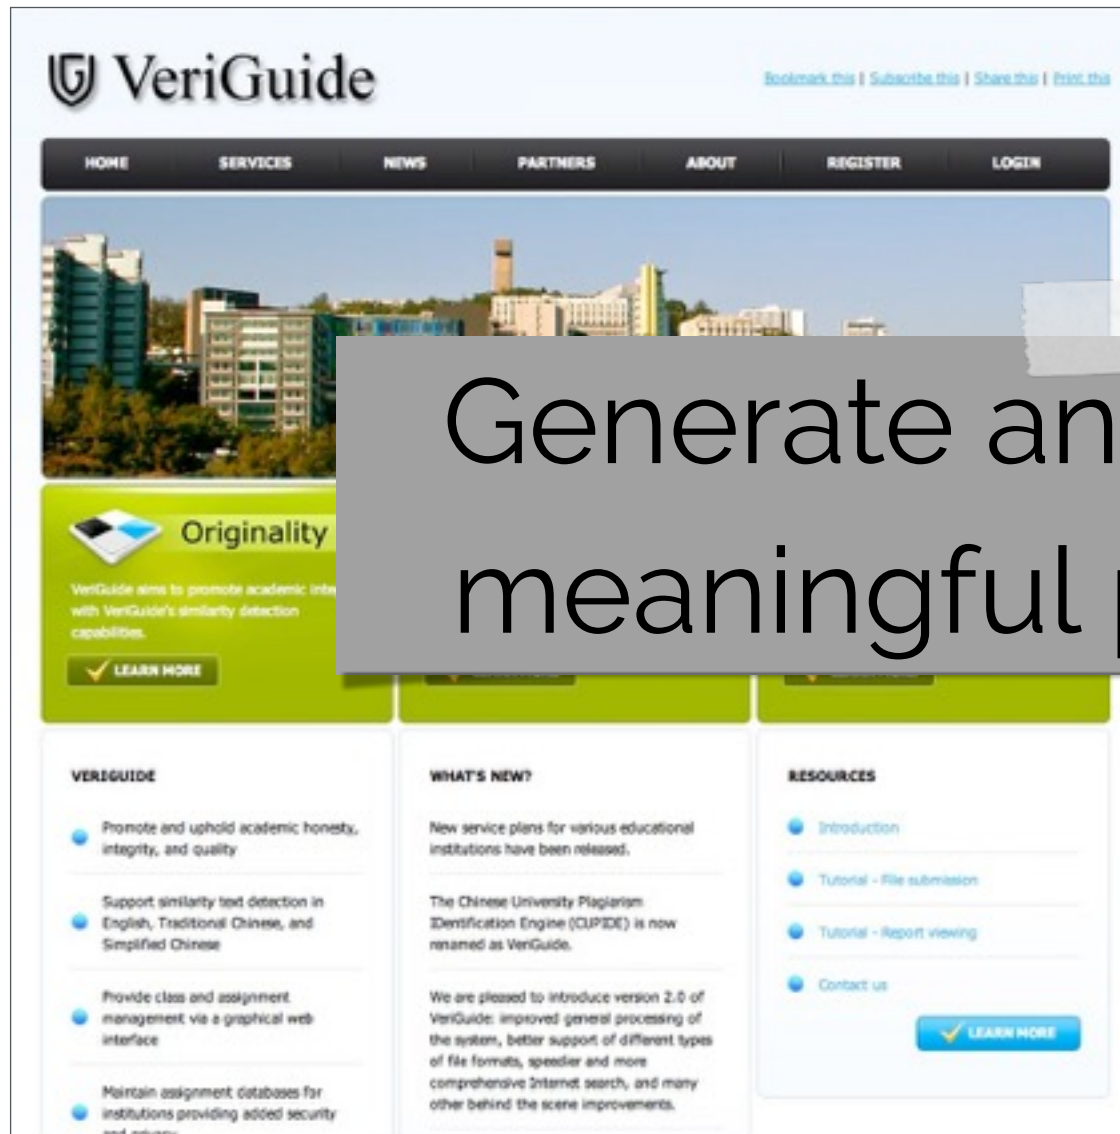 VeriGuide
Bookmark this | Subscribe this | Share this | Print this
HOME SERVICES NEWS PARTNERS ABOUT REGISTER LOGIN
Generate an
meaningful
Originality
VeriGuide aims to promote academic
with VeriGuide's similarity detection
capabilities.
LEARN MORE
VERIGUIDE
Promote and uphold academic honesty,
integrity, and quality
Support similarity text detection in
English, Traditional Chinese, and
Simplified Chinese
Provide class and assignment
management via a graphical web
interface
Maintain assignment databases for
institutions providing added security
and privacy
WHAT'S NEW?
New service plans for various educational
institutions have been released.
The Chinese University Plagiarism
IDentification Engine (CUPIDE) is now
renamed as VeriGuide.
We are pleased to introduce version 2.0 of
VeriGuide: improved general processing of
the system, better support of different types
of file formats, speedier and more
comprehensive Internet search, and many
other behind the scene improvements.
RESOURCES
Introduction
Tutorial - File submission
Tutorial - Report viewing
Contact us
LEARN MORE